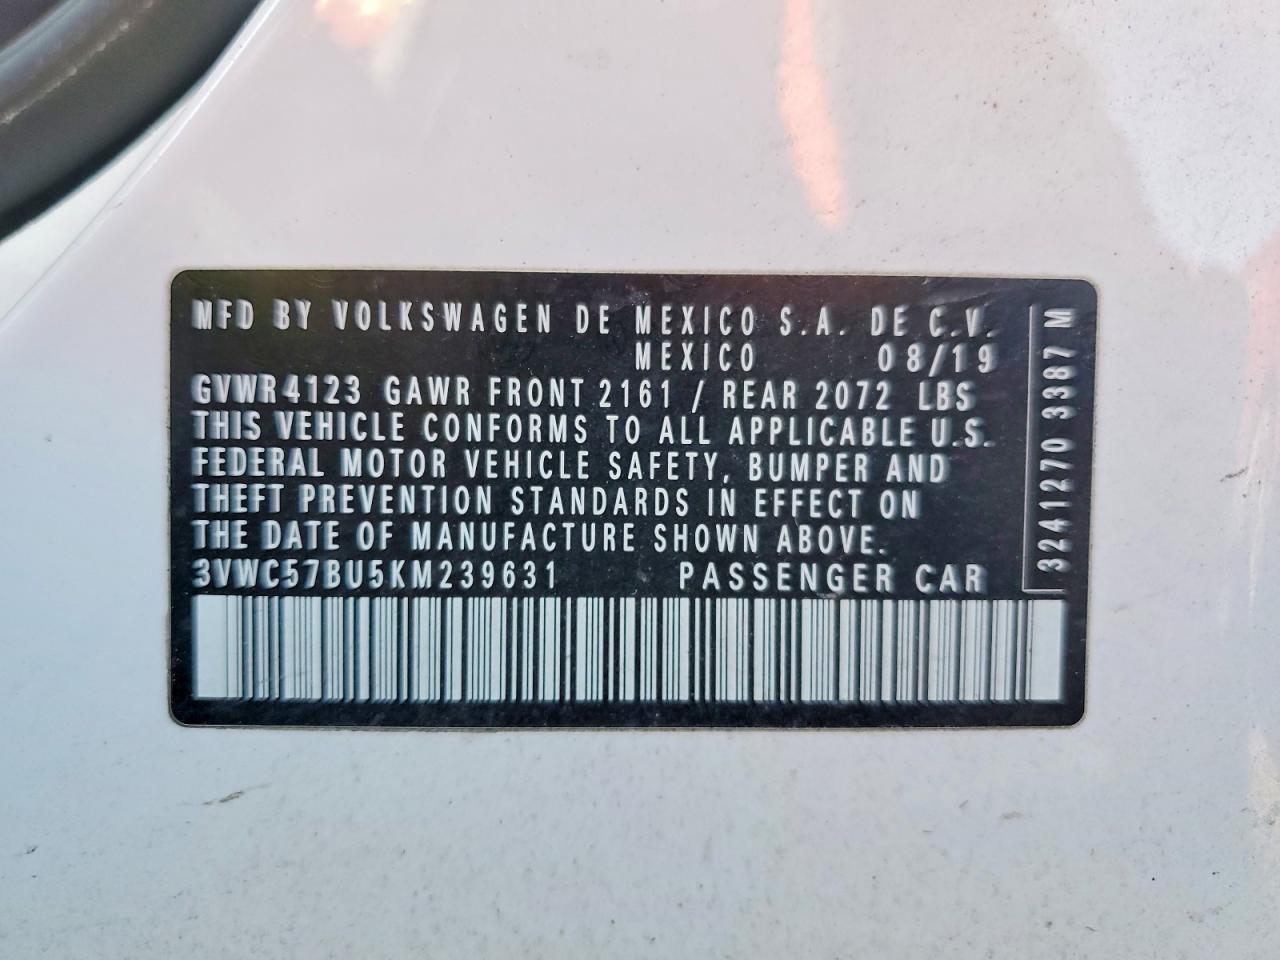 MFD BY VOLKSWAGEN DE MEXICO S.A. DE C.V.
MEXICO 08/19
GVWR 4123 GAWR FRONT 2161 / REAR 2072 LBS
THIS VEHICLE CONFORMS TO ALL APPLICABLE U.S.
FEDERAL MOTOR VEHICLE SAFETY, BUMPER AND
THEFT PREVENTION STANDARDS IN EFFECT ON
THE DATE OF MANUFACTURE SHOWN ABOVE.
3VWC57BU5KM239631 PASSENGER CAR
3241270 3387 M